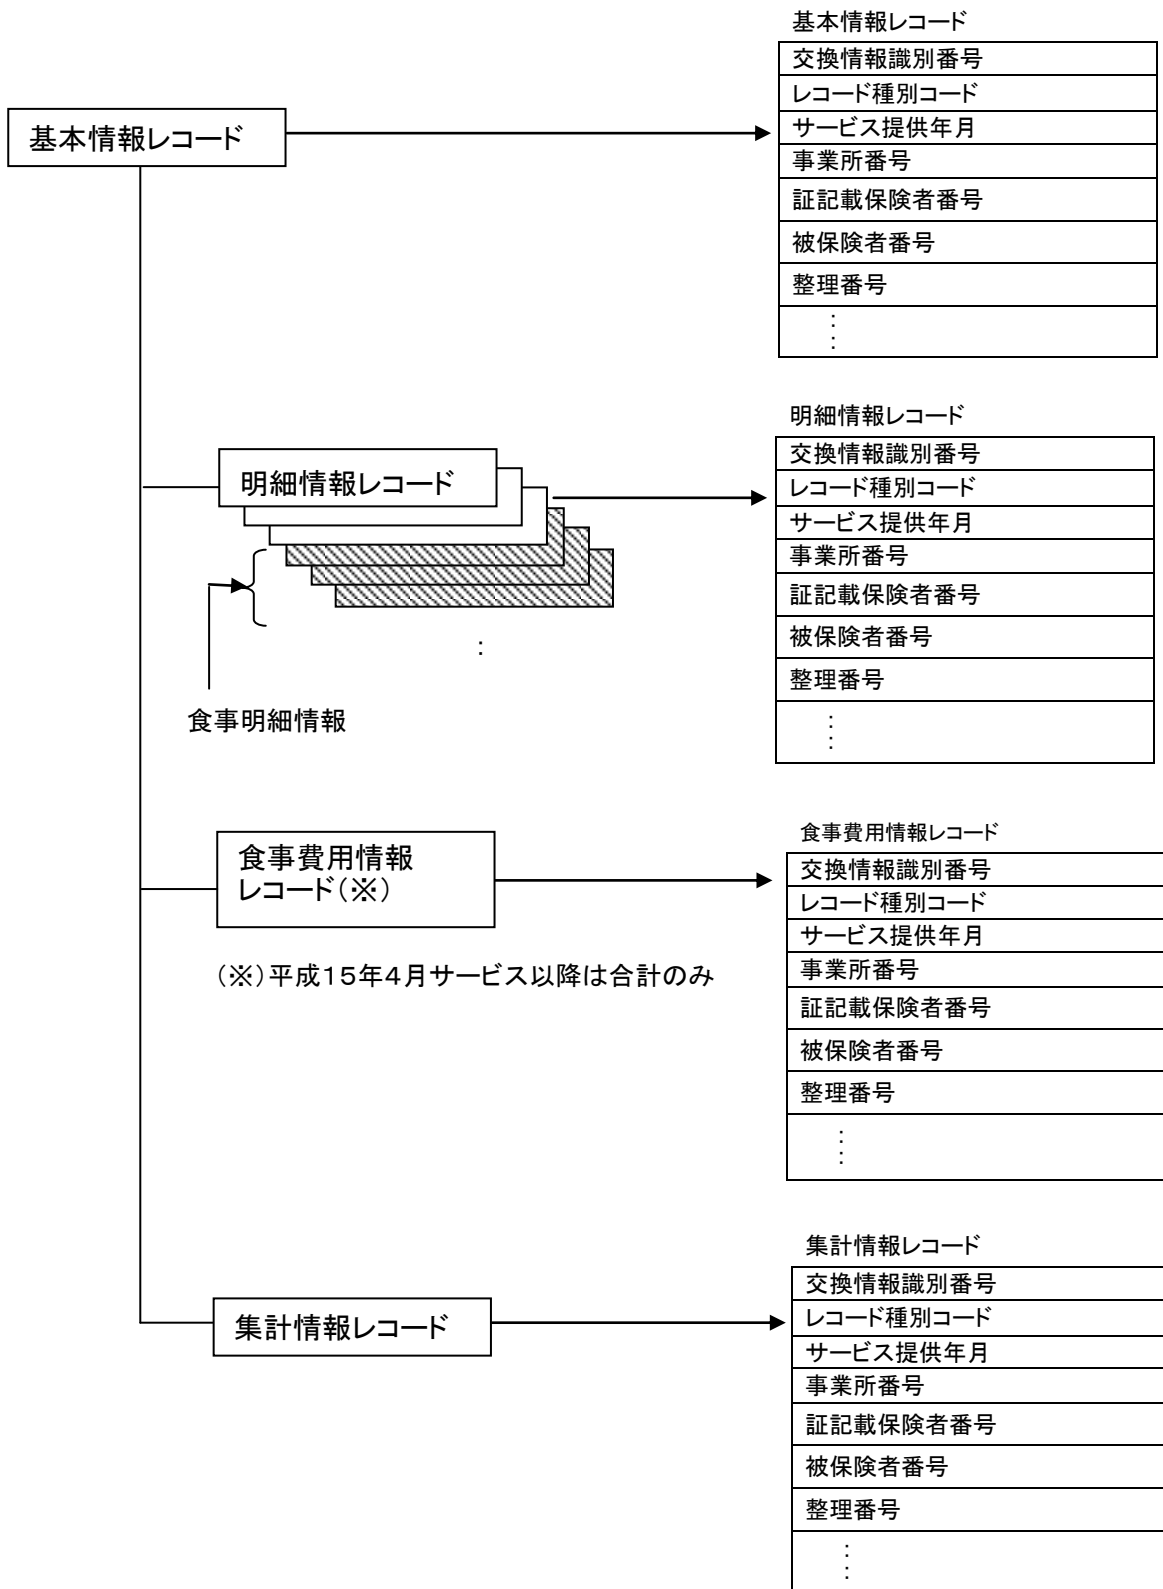 基本情報レコード
交換情報識別番号
レコード種別コード
サービス提供年月
事業所番号
証記載保険者番号
被保険者番号
整理番号
:
:
基本情報レコード
明細情報レコード
交換情報識別番号
レコード種別コード
サービス提供年月
事業所番号
証記載保険者番号
被保険者番号
整理番号
:
:
明細情報レコード
:
食事明細情報
食事費用情報レコード
交換情報識別番号
レコード種別コード
サービス提供年月
事業所番号
証記載保険者番号
被保険者番号
整理番号
:
:
食事費用情報
レコード(※)
(※)平成15年4月サービス以降は合計のみ
集計情報レコード
交換情報識別番号
レコード種別コード
サービス提供年月
事業所番号
証記載保険者番号
被保険者番号
整理番号
:
:
集計情報レコード